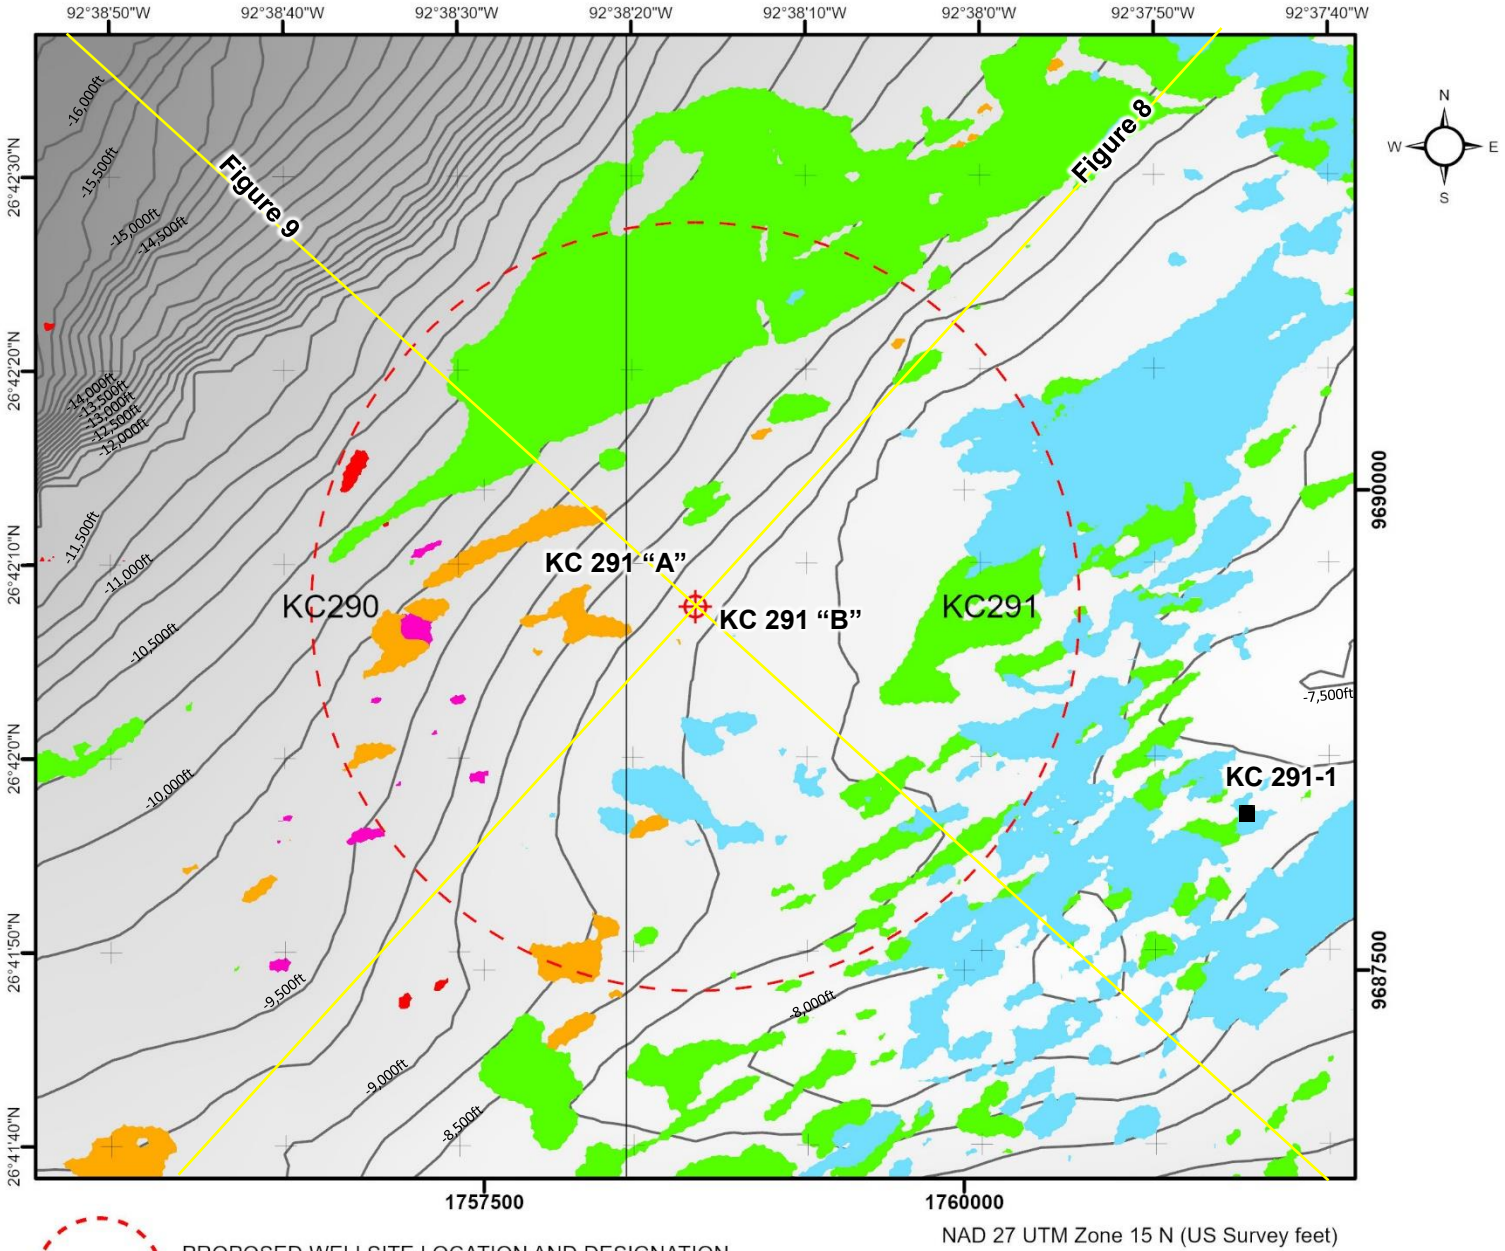 92°38'50"W 92°38'40"W 92°38'30"W 92°38'20"W 92°38'10"W 92°38'0"W 92°37'50"W 92°37'40"W
N
W E
S
26°42'30"N
26°42'20"N
26°42'10"N
26°42'0"N
26°41'50"N
26°41'40"N
-16,000ft
-15,500ft
-15,000ft
-14,500ft
-14,000ft
-13,500ft
-13,000ft
-12,500ft
-12,000ft
-11,500ft
-11,000ft
-10,500ft
-10,000ft
-9,500ft
-9,000ft
-8,500ft
-8,000ft
-7,500ft
Figure 9
Figure 8
KC 291 “A”
KC 291 “B”
KC290
KC291
KC 291-1
9690000
9687500
1757500 1760000
NAD 27 UTM Zone 15 N (US Survey feet)
PROPOSED WELLSITE LOCATION AND DESIGNATION